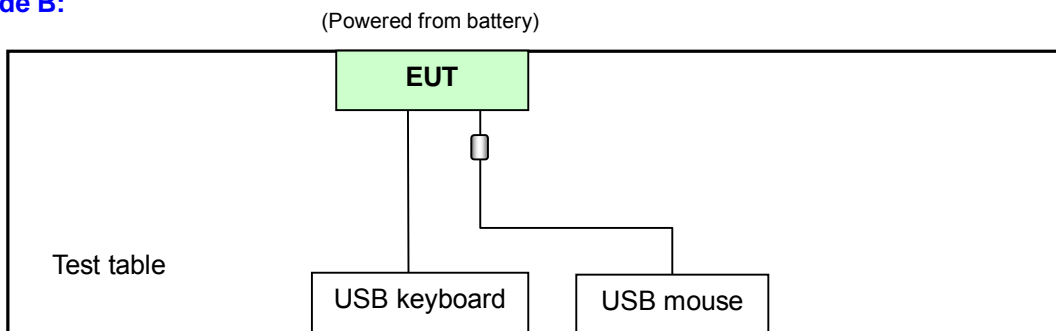 de B:
(Powered from battery)
EUT
Test table
USB keyboard
USB mouse